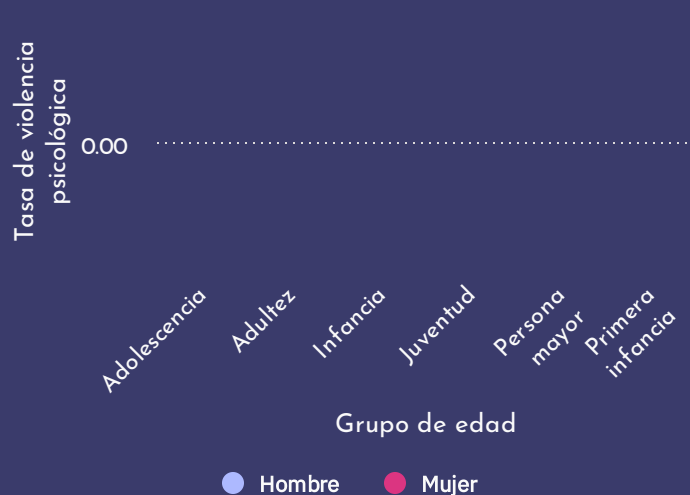 Tasa de violencia
psicológica
0.00
Adolescencia
Adultez
Infancia
Juventud
Persona
mayor
Primera
infancia
Grupo de edad
Hombre
Mujer